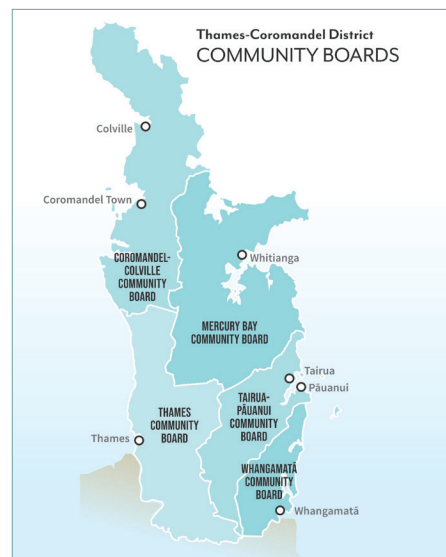 Thames-Coromandel District
COMMUNITY BOARDS
Colville
Coromandel Town
COROMANDEL-
COLVILLE
COMMUNITY
BOARD
Whitianga
MERCURY BAY
COMMUNITY BOARD
Tairua
Pāuanui
TAIRUA-
PĀUANUI
COMMUNITY
BOARD
THAMES
COMMUNITY
BOARD
Thames
WHANGAMATĀ
COMMUNITY
BOARD
Whangamatā